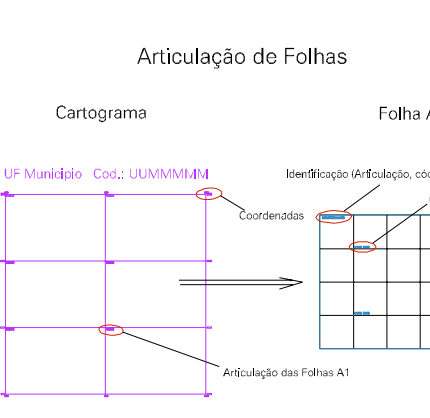 Articulação de Folhas
Cartograma
Folha A
UF Municipio Cod.: UUMMMMM
Identificação (Articulação, cód
Coordenadas
Articulação das Folhas A1